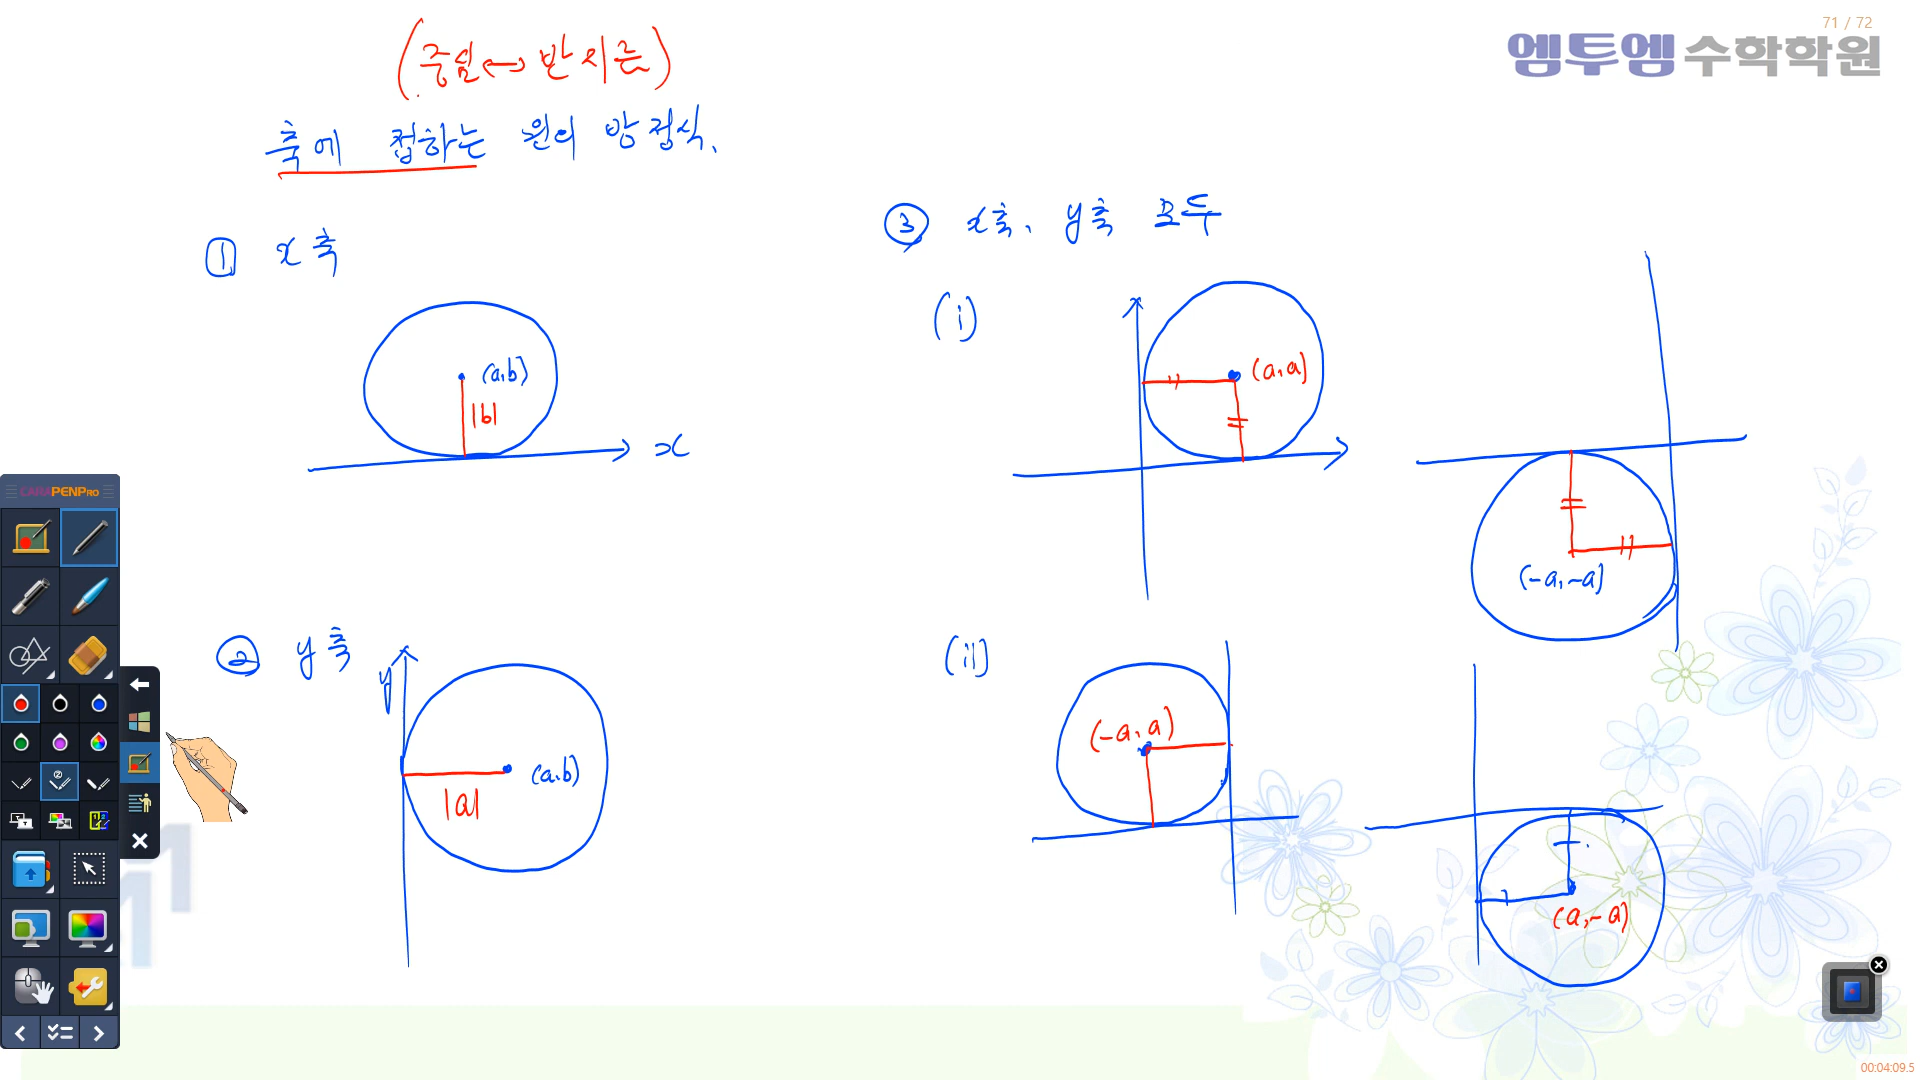 71 / 72
엠투엠 수학학원
(중심↔반지름)
축에 접하는 원의 방정식.
① x축
(a,b)
|b|
x
② y축
y
(a,b)
|a|
③ x축, y축 모두
(i)
(a,a)
(-a,-a)
(ii)
(-a,a)
(a,-a)
CARAPENPRO
00:04:09.5